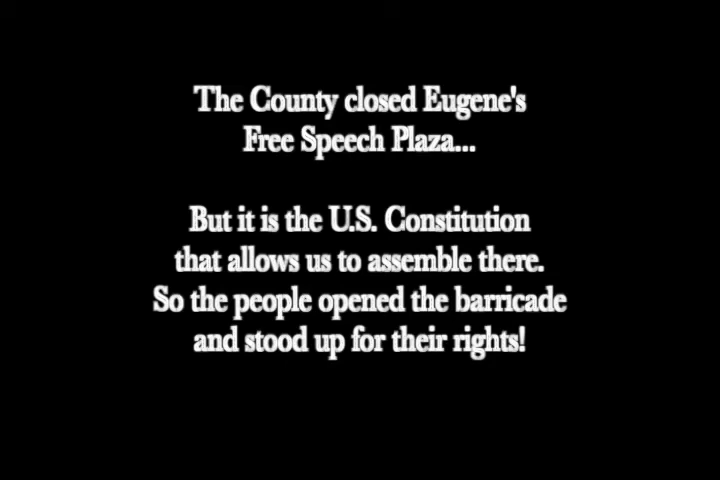 The County closed Eugene's
Free Speech Plaza...
But it is the U.S. Constitution
that allows us to assemble there.
So the people opened the barricade
and stood up for their rights!